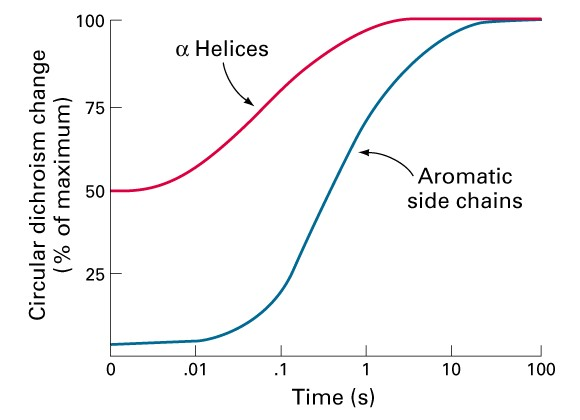 Circular dichroism change
(% of maximum)
100
75
50
25
α Helices
Aromatic
side chains
0
.01
.1
1
10
100
Time (s)